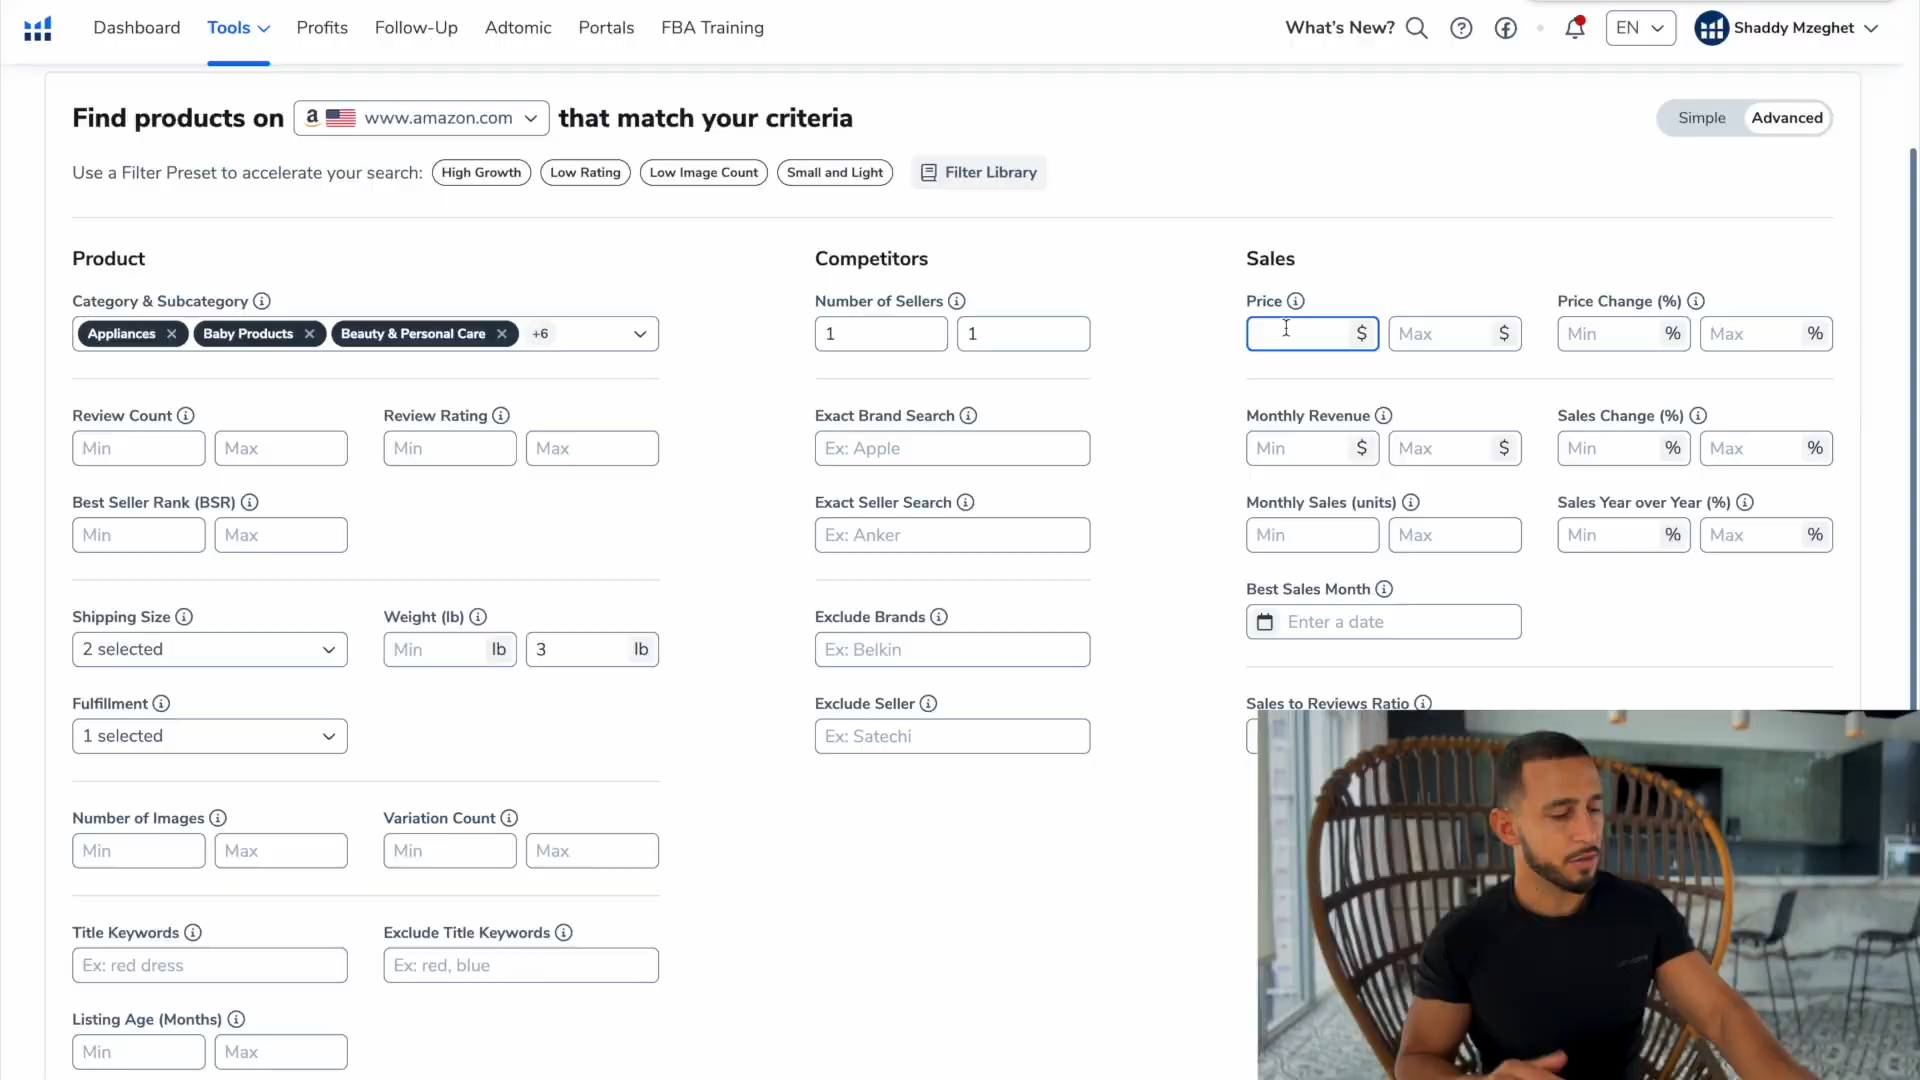 Dashboard Tools Profits Follow-Up Adtomic Portals FBA Training What's New? EN Shaddy Mzeghet
Find products on a www.amazon.com that match your criteria Simple Advanced
Use a Filter Preset to accelerate your search: High Growth Low Rating Low Image Count Small and Light Filter Library
Product Competitors Sales
Category & Subcategory Number of Sellers Price Price Change (%)
Appliances Baby Products Beauty & Personal Care +6 1 1 $ Max $ Min % Max %
Review Count Review Rating Exact Brand Search Monthly Revenue Sales Change (%)
Min Max Min Max Ex: Apple Min $ Max $ Min % Max %
Best Seller Rank (BSR) Exact Seller Search Monthly Sales (units) Sales Year over Year (%)
Min Max Ex: Anker Min Max Min % Max %
Best Sales Month
Enter a date
Shipping Size Weight (lb) Exclude Brands
2 selected Min lb 3 lb Ex: Belkin
Fulfillment Exclude Seller Sales to Reviews Ratio
1 selected Ex: Satechi
Number of Images Variation Count
Min Max Min Max
Title Keywords Exclude Title Keywords
Ex: red dress Ex: red, blue
Listing Age (Months)
Min Max